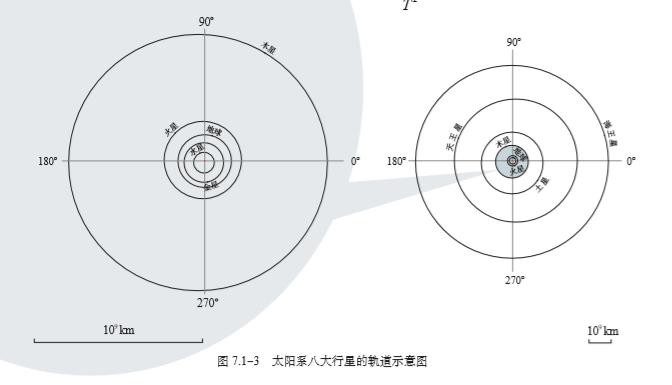 90°
木星
火星
地球
水星
金星
180°
0°
270°
10⁹ km
90°
海王星
天王星
木星
地球
火星
土星
180°
0°
270°
10⁹ km
图 7.1–3 太阳系八大行星的轨道示意图